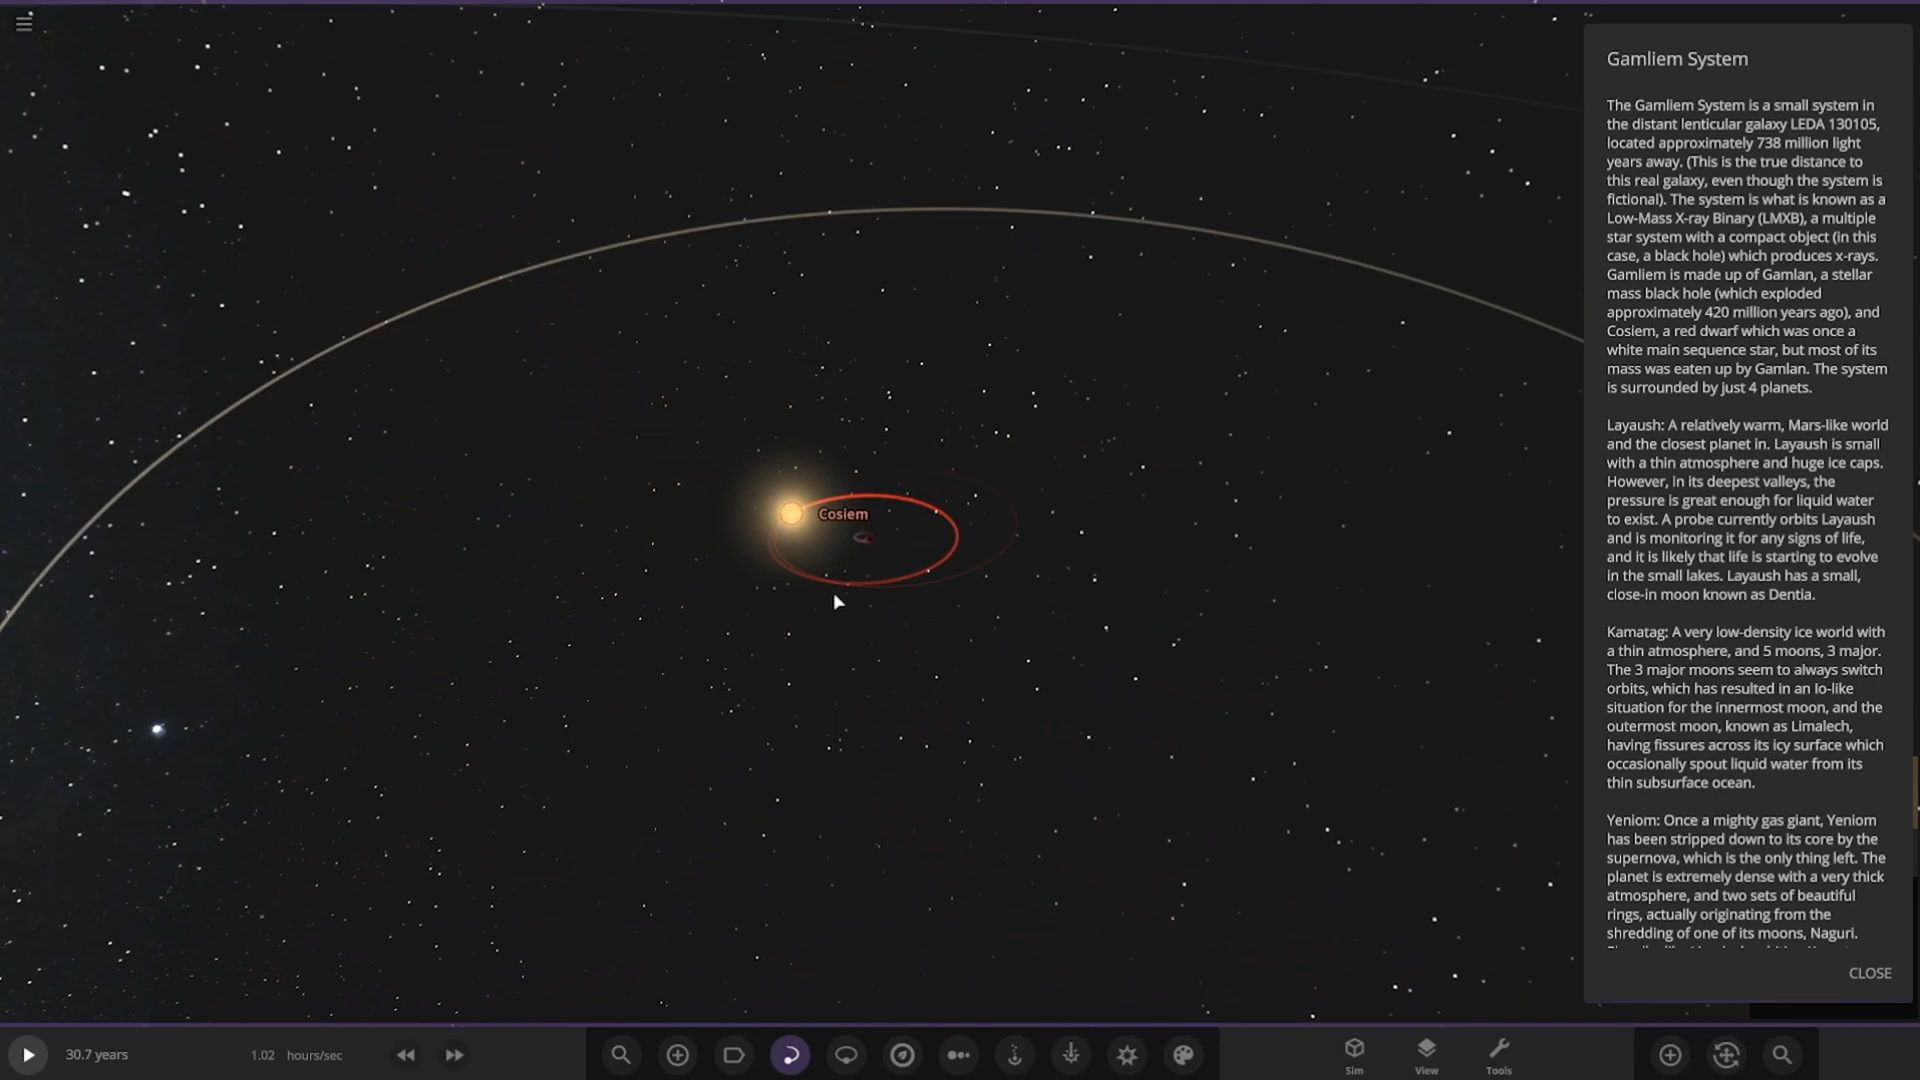 Gamliem System
The Gamliem System is a small system in
the distant lenticular galaxy LEDA 130105,
located approximately 738 million light
years away. (This is the true distance to
this real galaxy, even though the system is
fictional). The system is what is known as a
Low-Mass X-ray Binary (LMXB), a multiple
star system with a compact object (in this
case, a black hole) which produces x-rays.
Gamliem is made up of Gamlan, a stellar
mass black hole (which exploded
approximately 420 million years ago), and
Cosiem, a red dwarf which was once a
white main sequence star, but most of its
mass was eaten up by Gamlan. The system
is surrounded by just 4 planets.
Layaush: A relatively warm, Mars-like world
and the closest planet in. Layaush is small
with a thin atmosphere and huge ice caps.
However, in its deepest valleys, the
pressure is great enough for liquid water
to exist. A probe currently orbits Layaush
and is monitoring it for any signs of life,
and it is likely that life is starting to evolve
in the small lakes. Layaush has a small,
close-in moon known as Dentia.
Kamatag: A very low-density ice world with
a thin atmosphere, and 5 moons, 3 major.
The 3 major moons seem to always switch
orbits, which has resulted in an Io-like
situation for the innermost moon, and the
outermost moon, known as Limalech,
having fissures across its icy surface which
occasionally spout liquid water from its
thin subsurface ocean.
Yeniom: Once a mighty gas giant, Yeniom
has been stripped down to its core by the
supernova, which is the only thing left. The
planet is extremely dense with a very thick
atmosphere, and two sets of beautiful
rings, actually originating from the
shredding of one of its moons, Naguri.
CLOSE
Cosiem
30.7 years
1.02 hours/sec
Sim
View
Tools